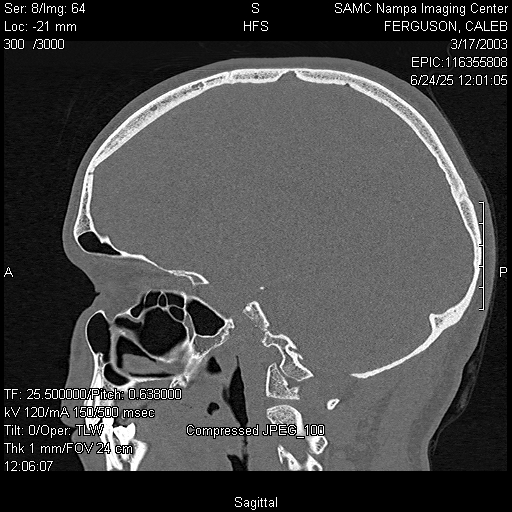 Ser: 8/Img: 64
S
SAMC Nampa Imaging Center
Loc: -21 mm
HFS
FERGUSON, CALEB
300 /3000
3/17/2003
EPIC:116355808
6/24/25 12:01:05
A
P
TF: 25.500000/Pitch: 0.638000
kV 120/mA 150/500 msec
Tilt: 0/Oper: TLW
Compressed JPEG_100
Thk 1 mm/FOV 24 cm
12:06:07
Sagittal